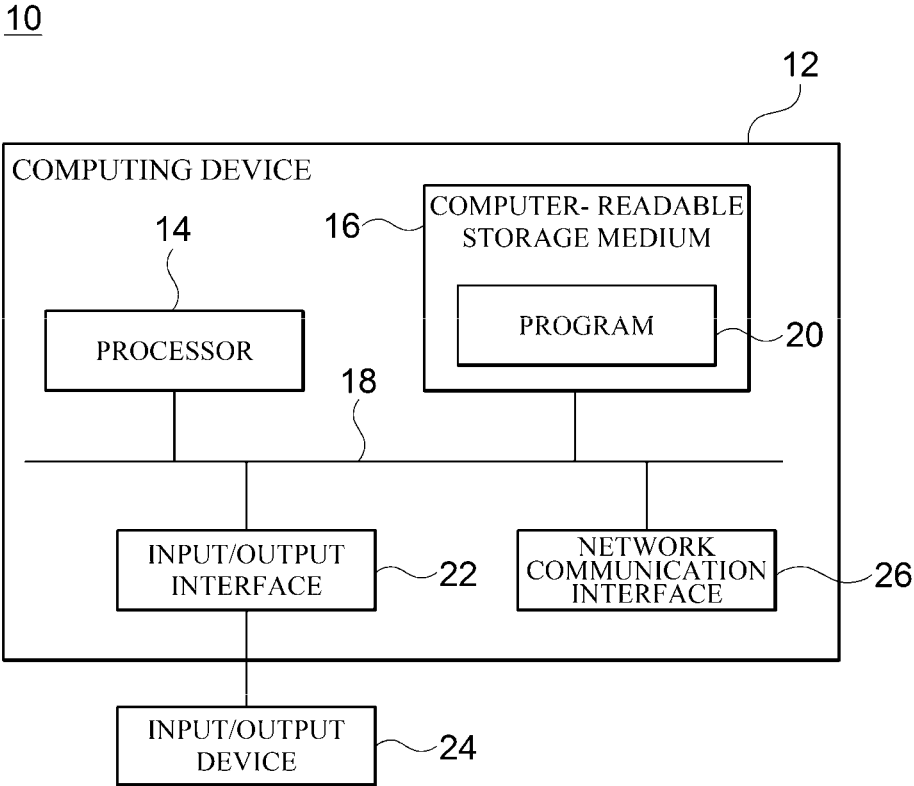 10
12
COMPUTING DEVICE
COMPUTER- READABLE
STORAGE MEDIUM
16
14
PROGRAM
20
PROCESSOR
18
INPUT/OUTPUT
INTERFACE
22
NETWORK
COMMUNICATION
INTERFACE
26
INPUT/OUTPUT
DEVICE
24